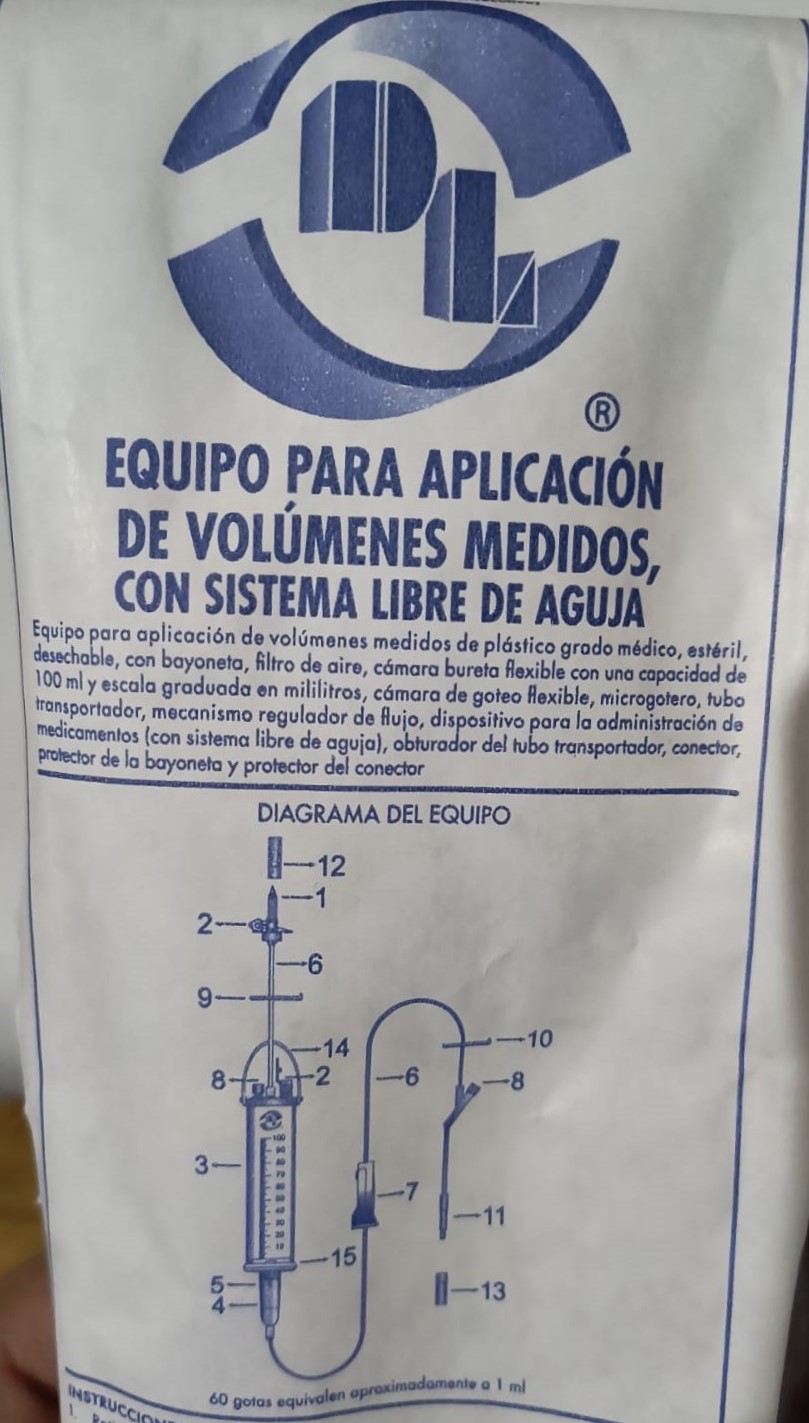 DL
®
EQUIPO PARA APLICACIÓN
DE VOLÚMENES MEDIDOS,
CON SISTEMA LIBRE DE AGUJA
Equipo para aplicación de volúmenes medidos de plástico grado médico, estéril,
desechable, con bayoneta, filtro de aire, cámara bureta flexible con una capacidad de
100 ml y escala graduada en mililitros, cámara de goteo flexible, microgotero, tubo
transportador, mecanismo regulador de flujo, dispositivo para la administración de
medicamentos (con sistema libre de aguja), obturador del tubo transportador, conector,
protector de la bayoneta y protector del conector
DIAGRAMA DEL EQUIPO
12
1
2
6
9
14
10
8
2
6
8
100
3
7
11
15
5
13
4
60 gotas equivalen aproximadamente a 1 ml
1.